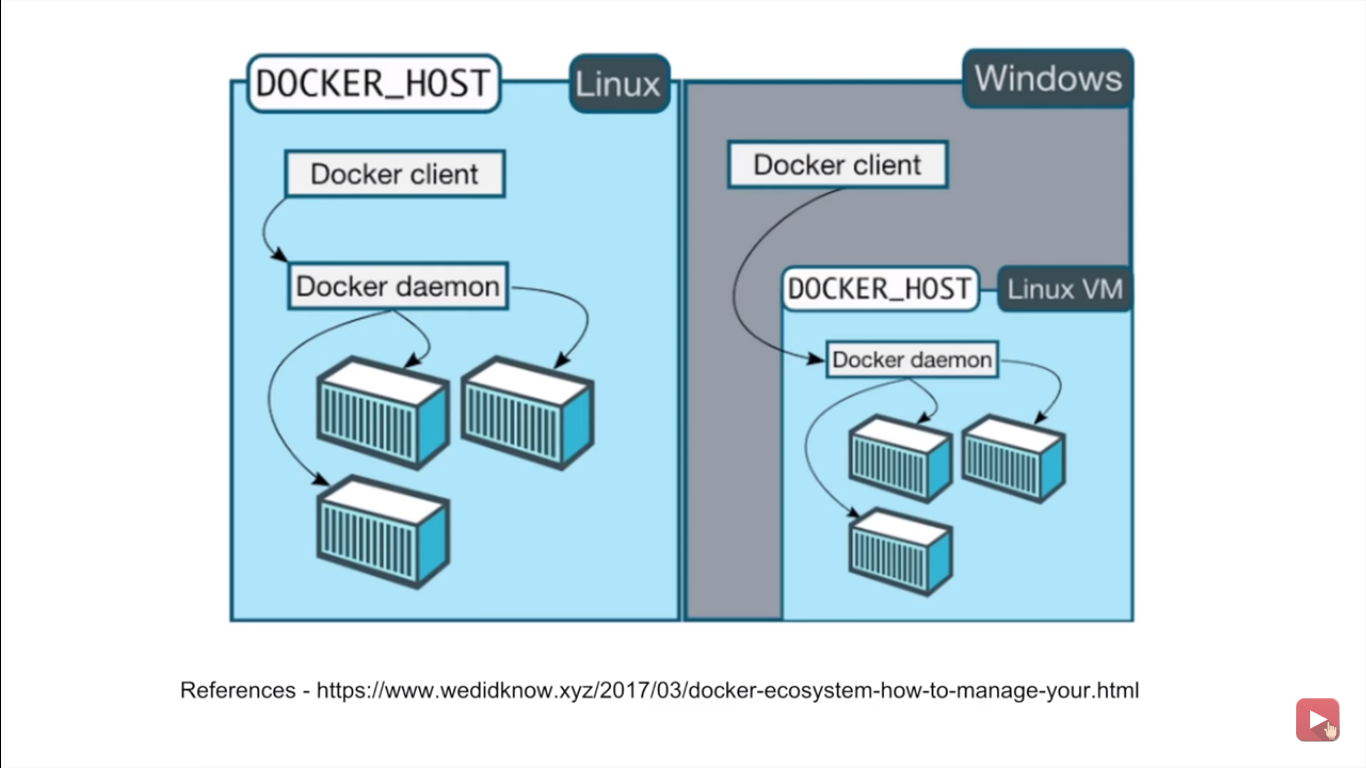 DOCKER_HOST
Linux
Docker client
Docker daemon
Windows
Docker client
DOCKER_HOST
Linux VM
Docker daemon
References - https://www.wedidknow.xyz/2017/03/docker-ecosystem-how-to-manage-your.html